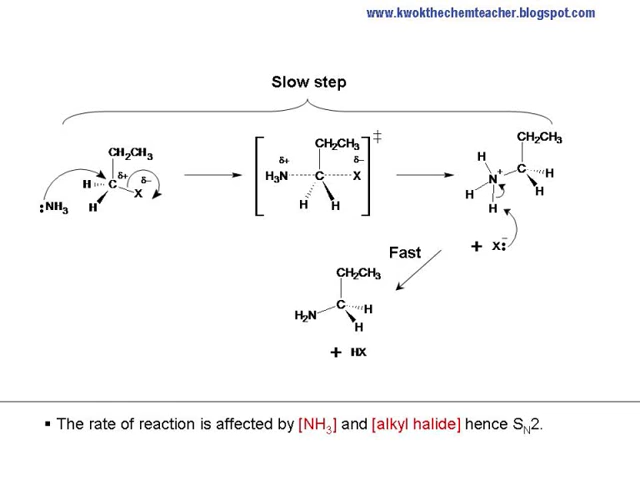 www.kwokthechemteacher.blogspot.com
Slow step
CH₂CH₃
H
C
δ+
δ–
X
H
:NH₃
CH₂CH₃
‡
δ+
δ–
H₃N
C
X
H
H
CH₂CH₃
H
N⁺
C
H
H
H
H
+ X:⁻
Fast
CH₂CH₃
H₂N
C
H
H
+ HX
▪ The rate of reaction is affected by [NH₃] and [alkyl halide] hence S_N2.